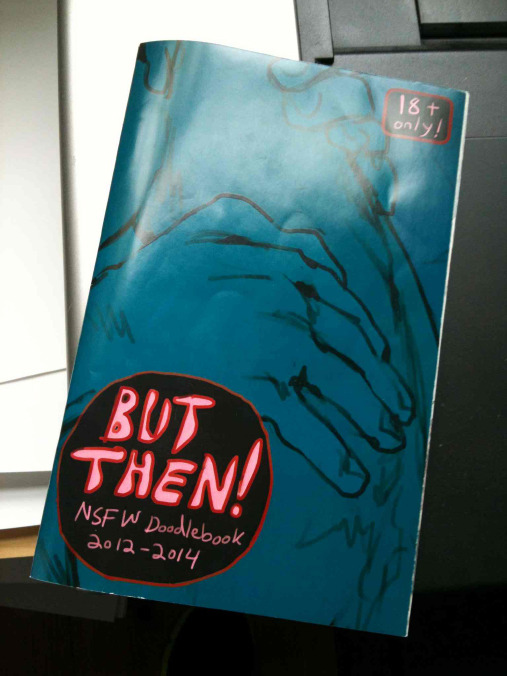 18+
only!
BUT
THEN!
NSFW Doodlebook
2012-2014